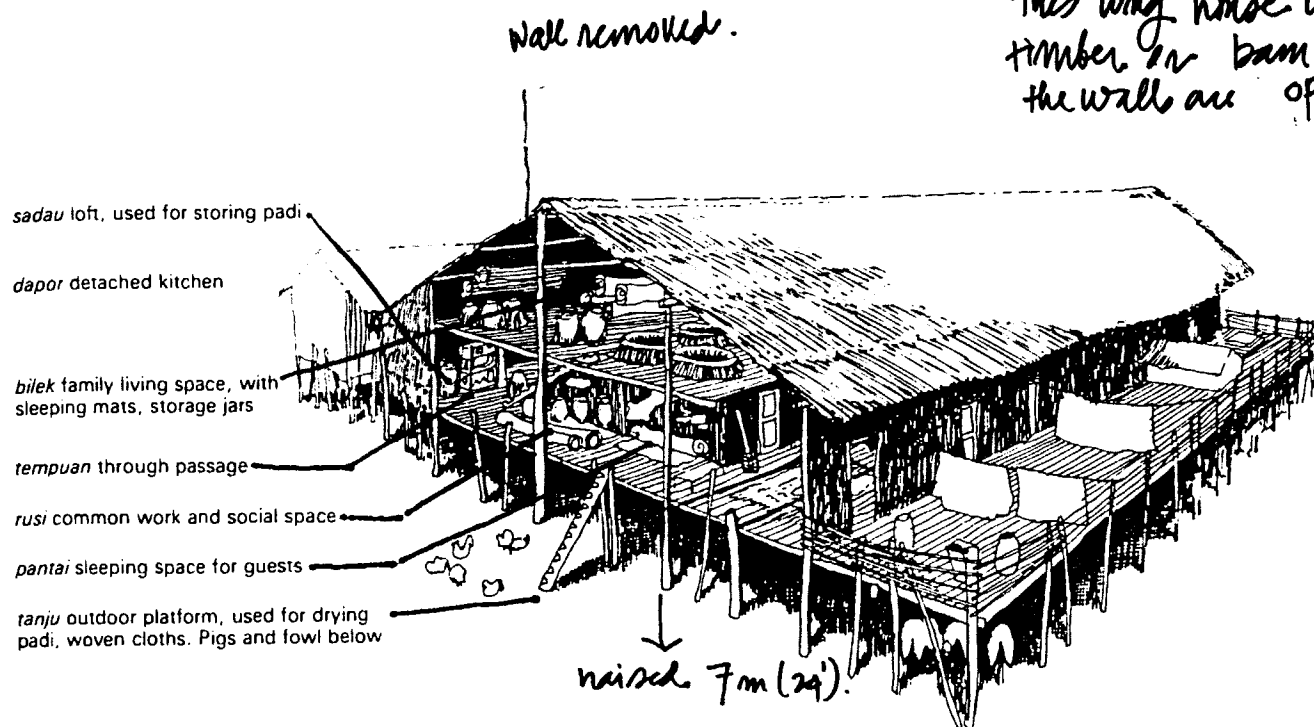 Wall removed.
This long house
timber or bam
the walls are of
sadau loft, used for storing padi
dapor detached kitchen
bilek family living space, with
sleeping mats, storage jars
tempuan through passage
rusi common work and social space
pantai sleeping space for guests
tanju outdoor platform, used for drying
padi, woven cloths. Pigs and fowl below
raised 7m (24').